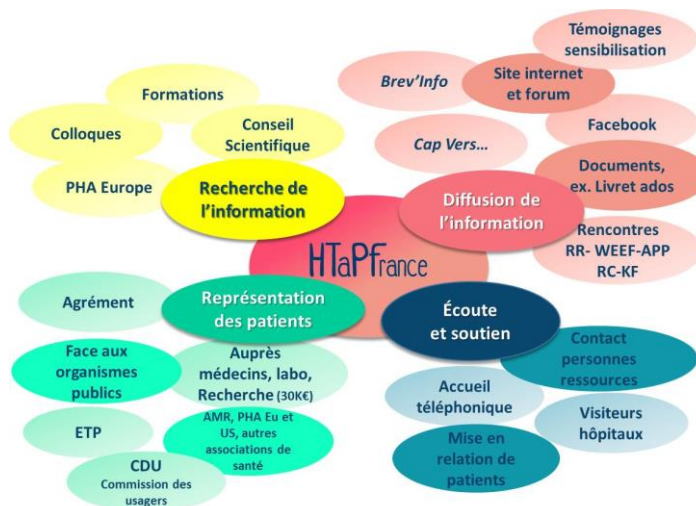 Témoignages
sensibilisation
Brev’Info
Site internet
et forum
Formations
Colloques
Conseil
Scientifique
Cap Vers...
Facebook
PHA Europe
Recherche de
l’information
Diffusion de
l’information
Documents,
ex. Livret ados
Rencontres
RR- WEEF-APP
RC-KF
HTaPFrance
Agrément
Représentation
des patients
Écoute
et soutien
Face aux
organismes
publics
Auprès
médecins, labo,
Recherche (30K€)
Contact
personnes
ressources
Accueil
téléphonique
Visiteurs
hôpitaux
ETP
AMR, PHA Eu et
US, autres
associations de
santé
Mise en
relation de
patients
CDU
Commission des
usagers